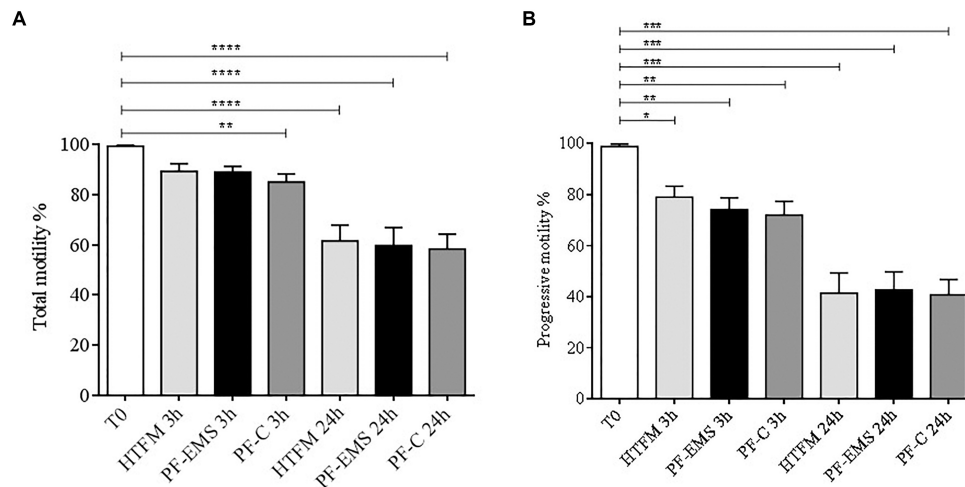 A
****
****
****
**
100
80
60
40
20
0
Total motility %
T0
HTFM 3h
PF-EMS 3h
PF-C 3h
HTFM 24h
PF-EMS 24h
PF-C 24h
B
***
***
***
**
**
*
100
80
60
40
20
0
Progressive motility %
T0
HTFM 3h
PF-EMS 3h
PF-C 3h
HTFM 24h
PF-EMS 24h
PF-C 24h